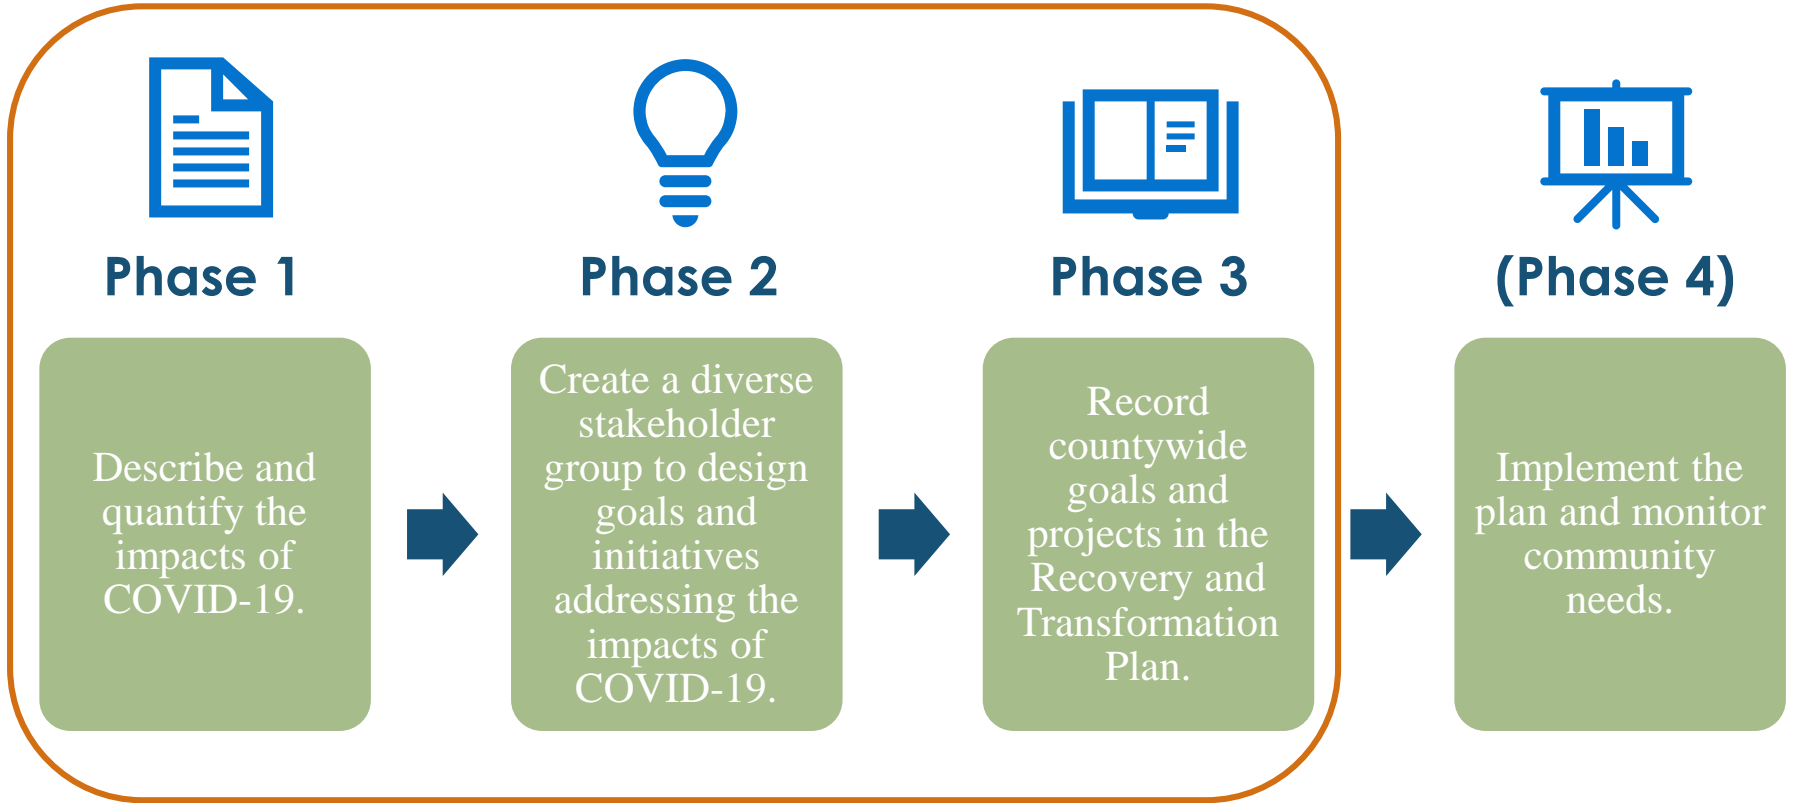 Phase 1
Describe and
quantify the
impacts of
COVID-19.
Phase 2
Create a diverse
stakeholder
group to design
goals and
initiatives
addressing the
impacts of
COVID-19.
Phase 3
Record
countywide
goals and
projects in the
Recovery and
Transformation
Plan.
(Phase 4)
Implement the
plan and monitor
community
needs.